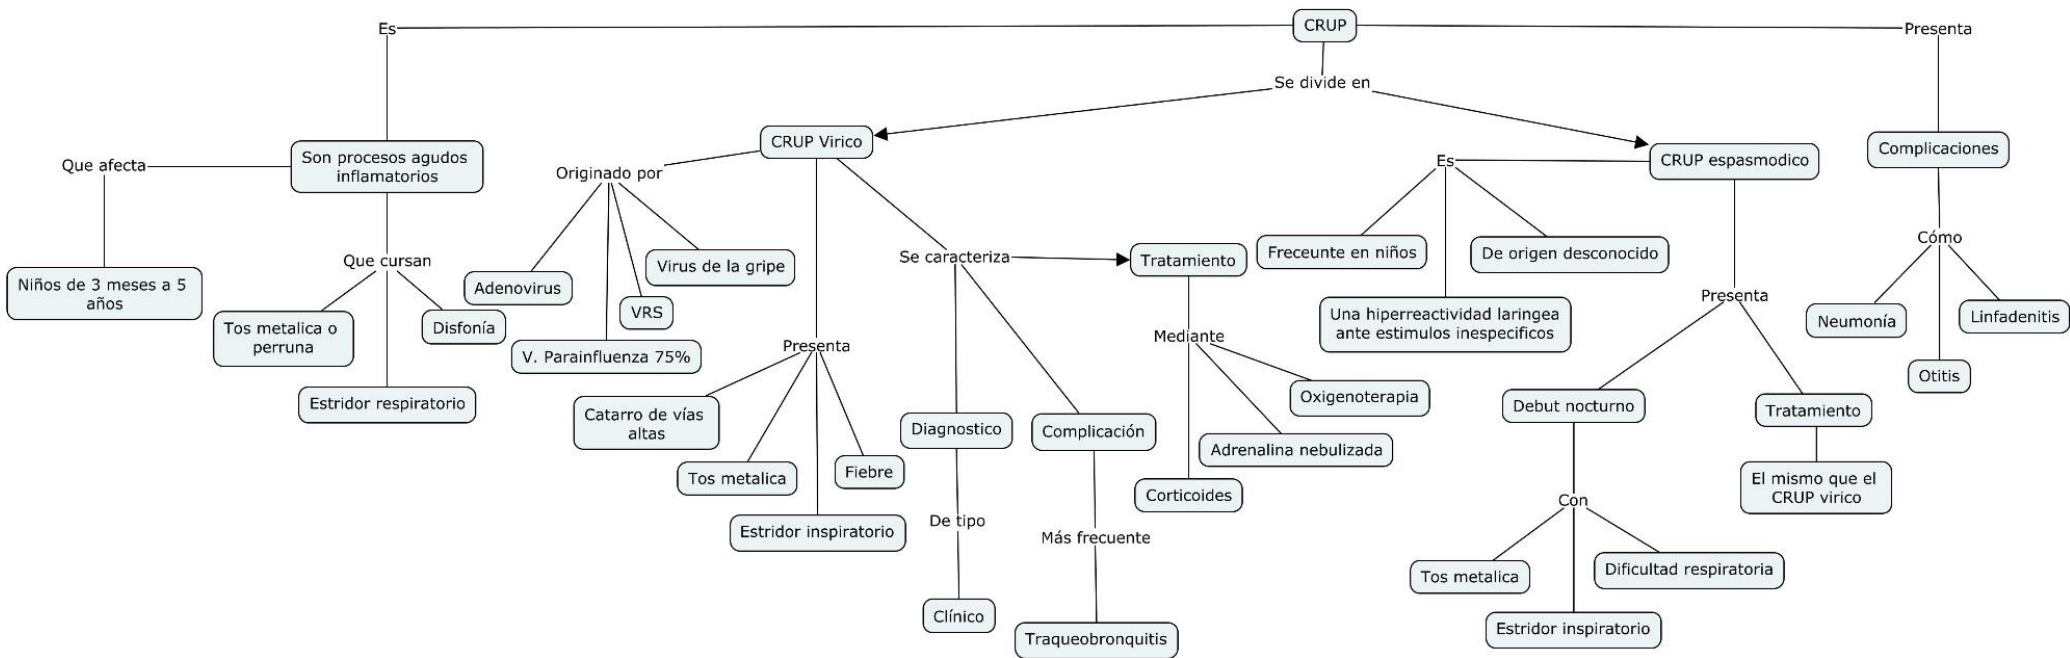 CRUP
Es
Presenta
Se divide en
Son procesos agudos
inflamatorios
Que afecta
Niños de 3 meses a 5
años
Que cursan
Tos metalica o
perruna
Disfonía
Estridor respiratorio
CRUP Virico
Originado por
Adenovirus
V. Parainfluenza 75%
VRS
Virus de la gripe
Presenta
Catarro de vías
altas
Tos metalica
Estridor inspiratorio
Fiebre
Se caracteriza
Diagnostico
De tipo
Clínico
Complicación
Más frecuente
Traqueobronquitis
Tratamiento
Mediante
Corticoides
Adrenalina nebulizada
Oxigenoterapia
CRUP espasmodico
Es
Freceunte en niños
Una hiperreactividad laringea
ante estimulos inespecificos
De origen desconocido
Presenta
Debut nocturno
Con
Tos metalica
Estridor inspiratorio
Dificultad respiratoria
Tratamiento
El mismo que el
CRUP virico
Complicaciones
Cómo
Neumonía
Otitis
Linfadenitis